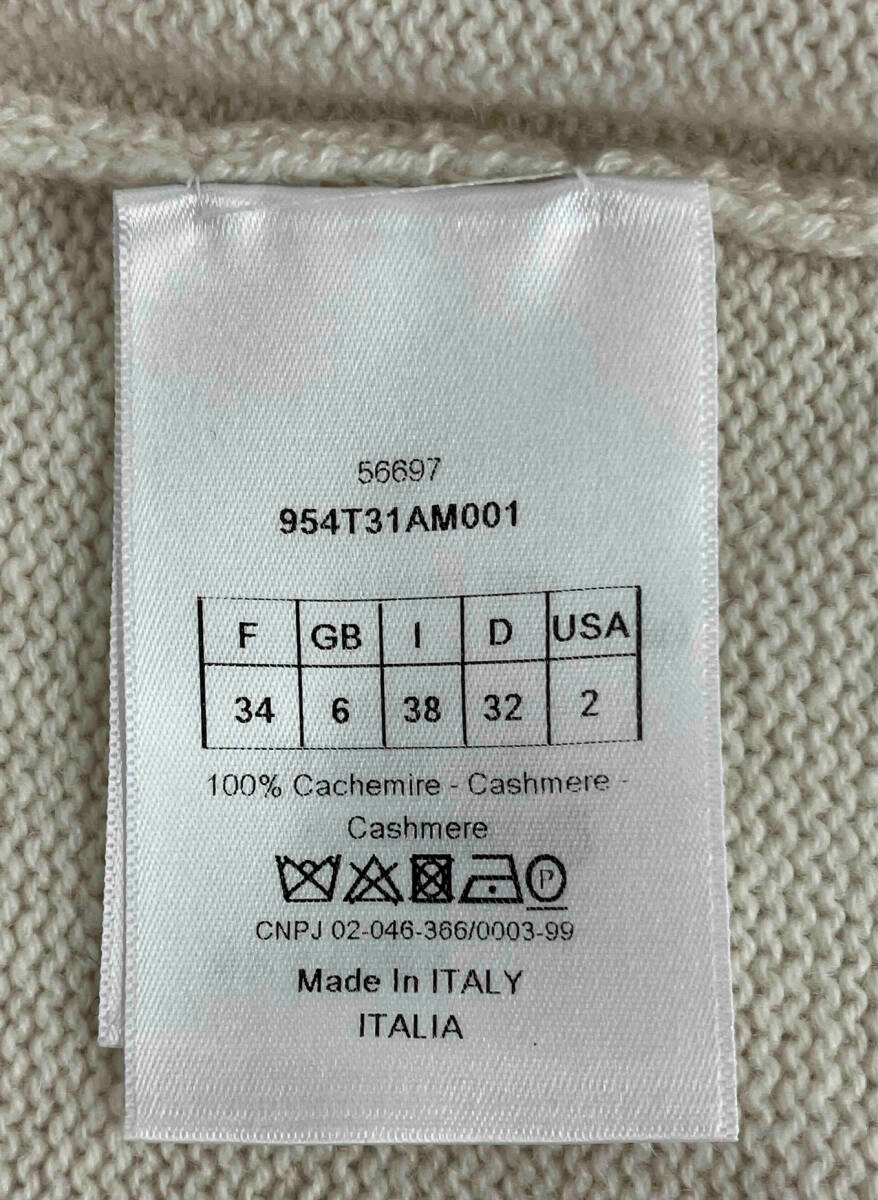 56697
954T31AM001
F GB I D USA
34 6 38 32 2
100% Cachemire - Cashmere -
Cashmere
P
CNPJ 02-046-366/0003-99
Made In ITALY
ITALIA